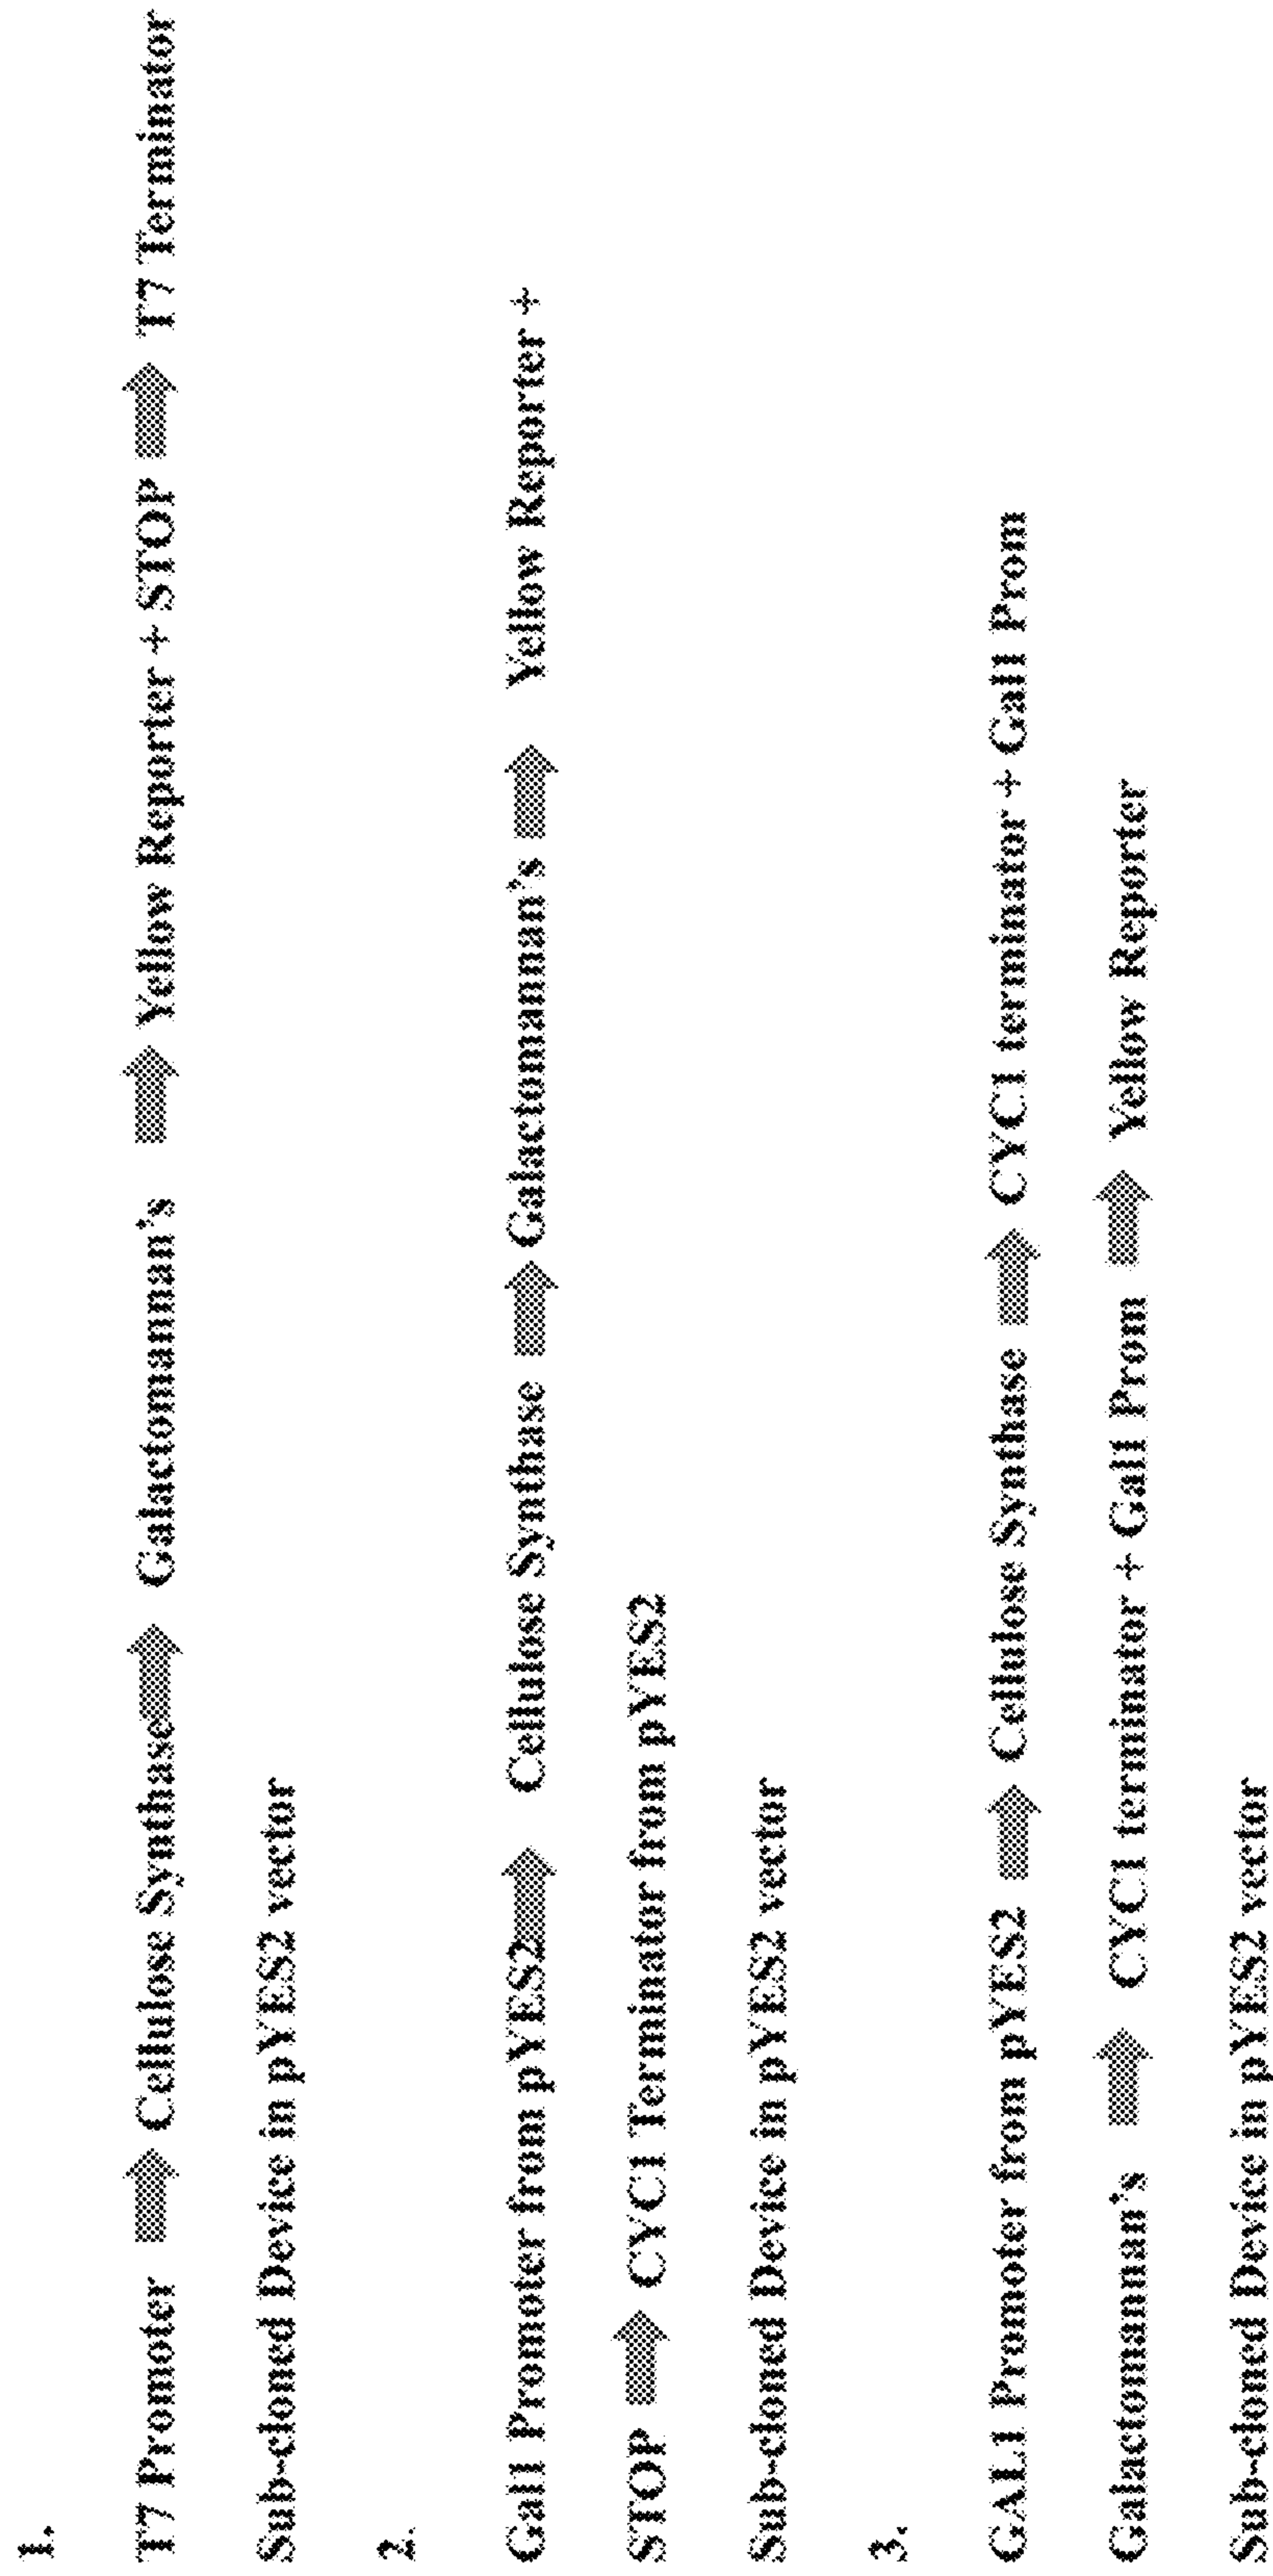 1.
T7 Promoter ➡ Cellulose Synthase ➡ Galactomannan's ➡ Yellow Reporter + STOP ➡ T7 Terminator
Sub-cloned Device in pYES2 vector
2.
Gal1 Promoter from pYES2 ➡ Cellulose Synthase ➡ Galactomannan's ➡ Yellow Reporter +
STOP ➡ CYC1 Terminator from pYES2
Sub-cloned Device in pYES2 vector
3.
GAL1 Promoter from pYES2 ➡ Cellulose Synthase ➡ CYC1 terminator + Gal1 Prom
Galactomannan's ➡ CYC1 terminator + Gal1 Prom ➡ Yellow Reporter
Sub-cloned Device in pYES2 vector